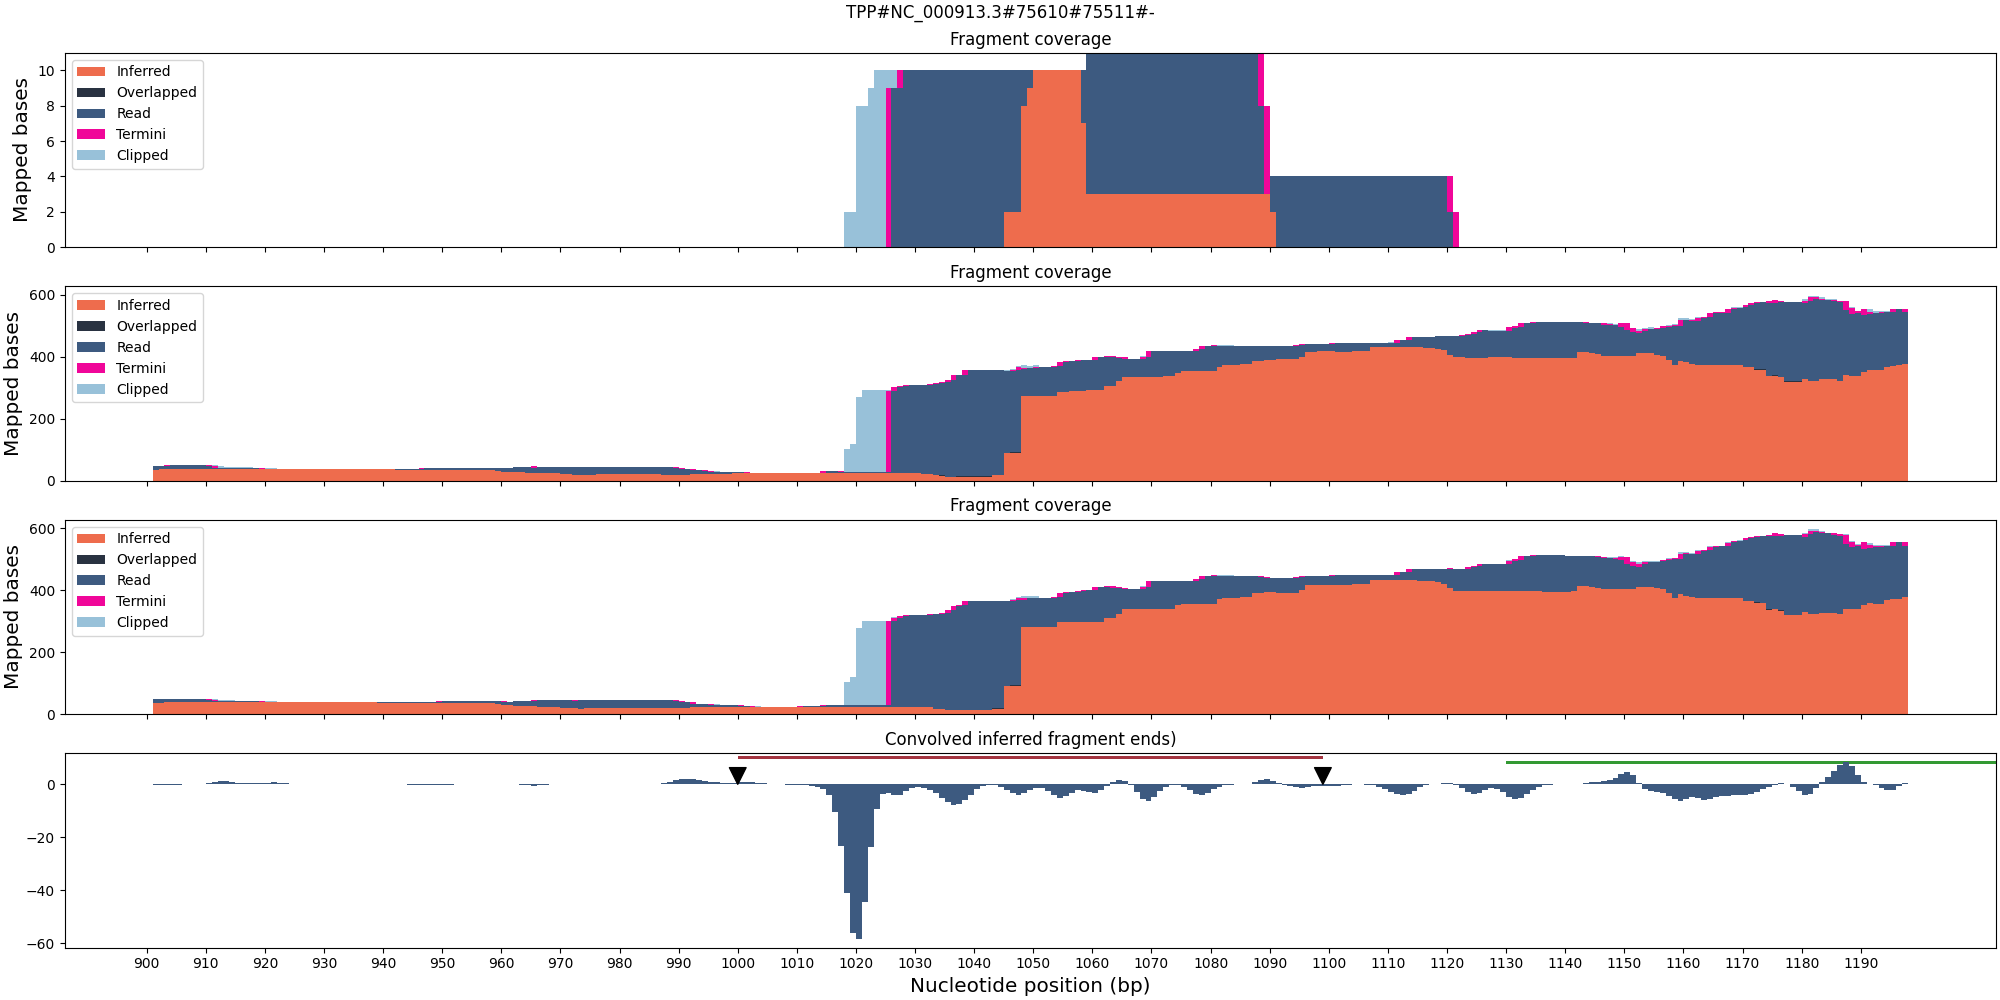 TPP#NC_000913.3#75610#75511#-
Fragment coverage
Mapped bases
10
8
6
4
2
0
Inferred
Overlapped
Read
Termini
Clipped
Fragment coverage
Mapped bases
600
400
200
0
Inferred
Overlapped
Read
Termini
Clipped
Fragment coverage
Mapped bases
600
400
200
0
Inferred
Overlapped
Read
Termini
Clipped
Convolved inferred fragment ends)
0
−20
−40
−60
900 910 920 930 940 950 960 970 980 990 1000 1010 1020 1030 1040 1050 1060 1070 1080 1090 1100 1110 1120 1130 1140 1150 1160 1170 1180 1190
Nucleotide position (bp)